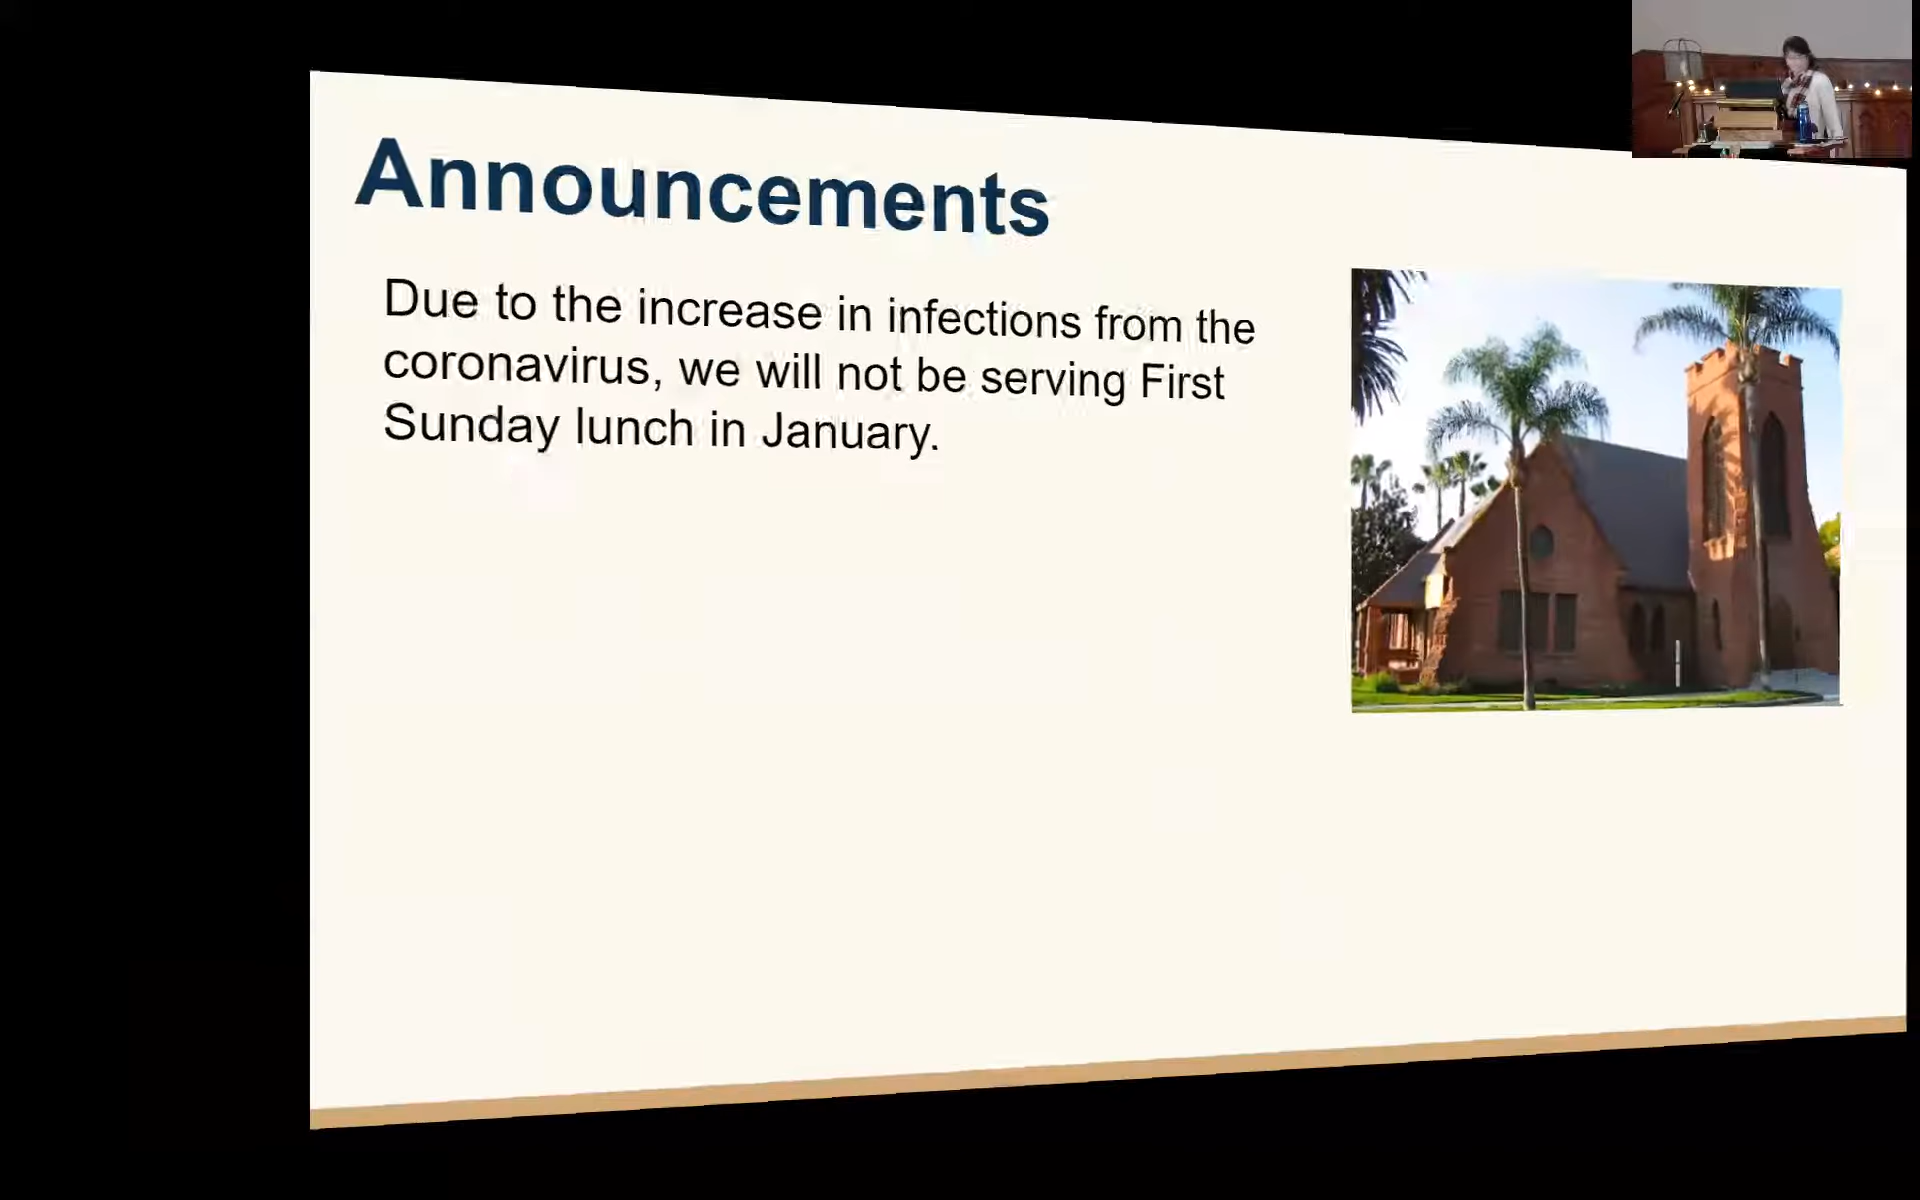 Announcements
Due to the increase in infections from the
coronavirus, we will not be serving First
Sunday lunch in January.